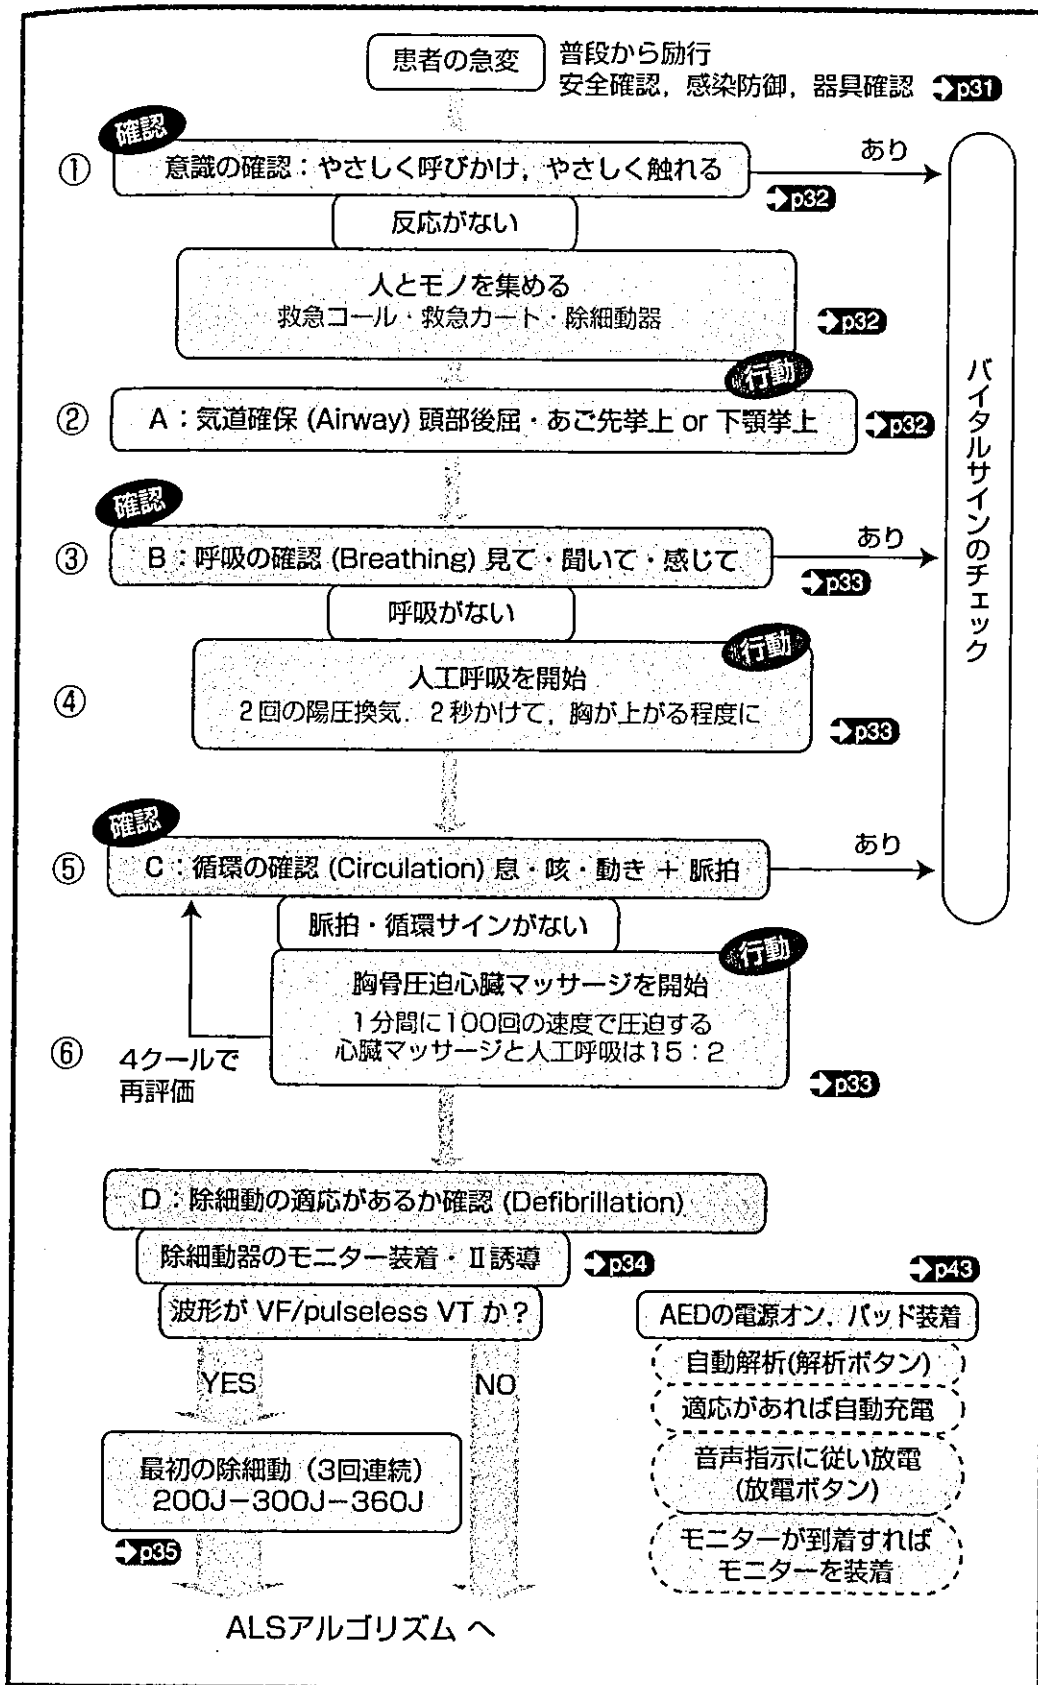 患者の急変
普段から励行
安全確認，感染防御，器具確認 p31
確認
① 意識の確認：やさしく呼びかけ，やさしく触れる
あり
p32
反応がない
人とモノを集める
救急コール・救急カート・除細動器
p32
行動
② A：気道確保 (Airway) 頭部後屈・あご先挙上 or 下顎挙上
p32
確認
③ B：呼吸の確認 (Breathing) 見て・聞いて・感じて
あり
p33
呼吸がない
行動
④ 人工呼吸を開始
2回の陽圧換気．2秒かけて，胸が上がる程度に
p33
確認
⑤ C：循環の確認 (Circulation) 息・咳・動き ＋ 脈拍
あり
バイタルサインのチェック
脈拍・循環サインがない
行動
胸骨圧迫心臓マッサージを開始
1分間に100回の速度で圧迫する
心臓マッサージと人工呼吸は15：2
⑥ 4クールで
再評価
p33
D：除細動の適応があるか確認 (Defibrillation)
除細動器のモニター装着・Ⅱ誘導
p34
波形が VF/pulseless VT か？
YES
NO
最初の除細動（3回連続）
200J−300J−360J
p35
p43
AEDの電源オン，パッド装着
自動解析(解析ボタン)
適応があれば自動充電
音声指示に従い放電
(放電ボタン)
モニターが到着すれば
モニターを装着
ALSアルゴリズム へ